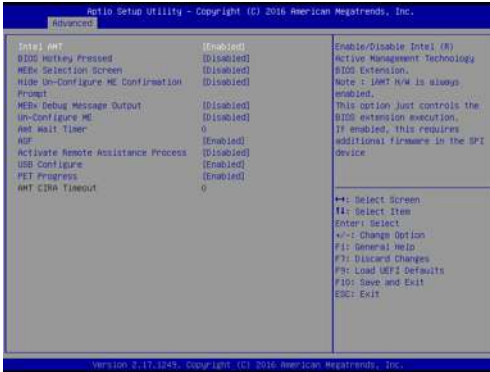 Aptio Setup Utility – Copyright (C) 2016 American Megatrends, Inc.
Advanced
Intel AMT [Enabled]
BIOS Hotkey Pressed [Disabled]
MEBx Selection Screen [Disabled]
Hide Un-Configure ME Confirmation [Disabled]
Prompt
MEBx Debug Message Output [Disabled]
Un-Configure ME [Disabled]
Amt Wait Timer 0
ASF [Enabled]
Activate Remote Assistance Process [Disabled]
USB Configure [Enabled]
PET Progress [Enabled]
AMT CIRA Timeout 0
Enable/Disable Intel (R)
Active Management Technology
BIOS Extension.
Note : iAMT H/W is always
enabled.
This option just controls the
BIOS extension execution.
If enabled, this requires
additional firmware in the SPI
device
↔: Select Screen
↑↓: Select Item
Enter: Select
+/-: Change Option
F1: General Help
F7: Discard Changes
F9: Load UEFI Defaults
F10: Save and Exit
ESC: Exit
Version 2.17.1249. Copyright (C) 2016 American Megatrends, Inc.